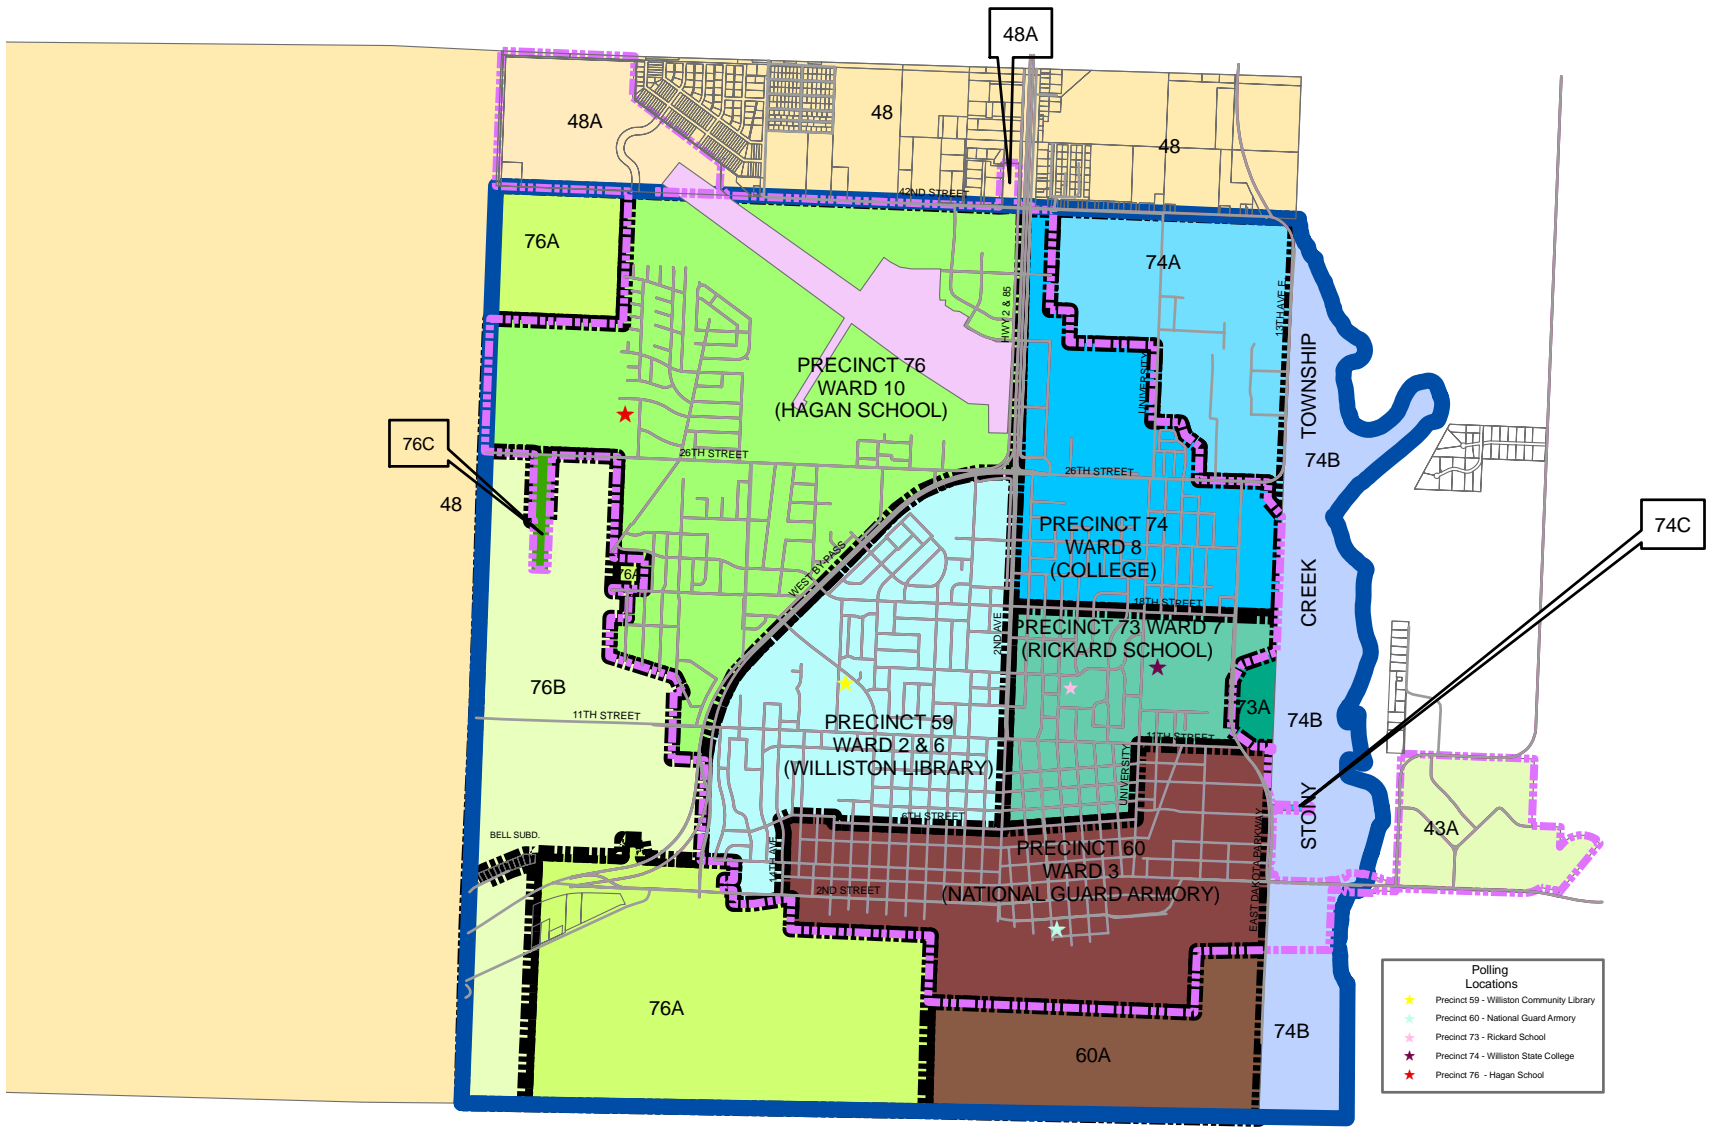 48A
48A
48
48
42ND STREET
76A
74A
HWY 2 & 85
13TH AVE E
TOWNSHIP
PRECINCT 76
WARD 10
(HAGAN SCHOOL)
UNIVERSITY
76C
26TH STREET
26TH STREET
74B
48
PRECINCT 74
WARD 8
(COLLEGE)
74C
WEST BY-PASS
76A
CREEK
18TH STREET
2ND AVE
PRECINCT 73 WARD 7
(RICKARD SCHOOL)
76B
73A
11TH STREET
PRECINCT 59
WARD 2 & 6
(WILLISTON LIBRARY)
74B
11TH STREET
UNIVERSITY
6TH STREET
STONY
43A
BELL SUBD.
14TH AVE
PRECINCT 60
WARD 3
(NATIONAL GUARD ARMORY)
2ND STREET
EAST DAKOTA PARKWAY
76A
60A
74B
Polling
Locations
Precinct 59 - Williston Community Library
Precinct 60 - National Guard Armory
Precinct 73 - Rickard School
Precinct 74 - Williston State College
Precinct 76 - Hagan School